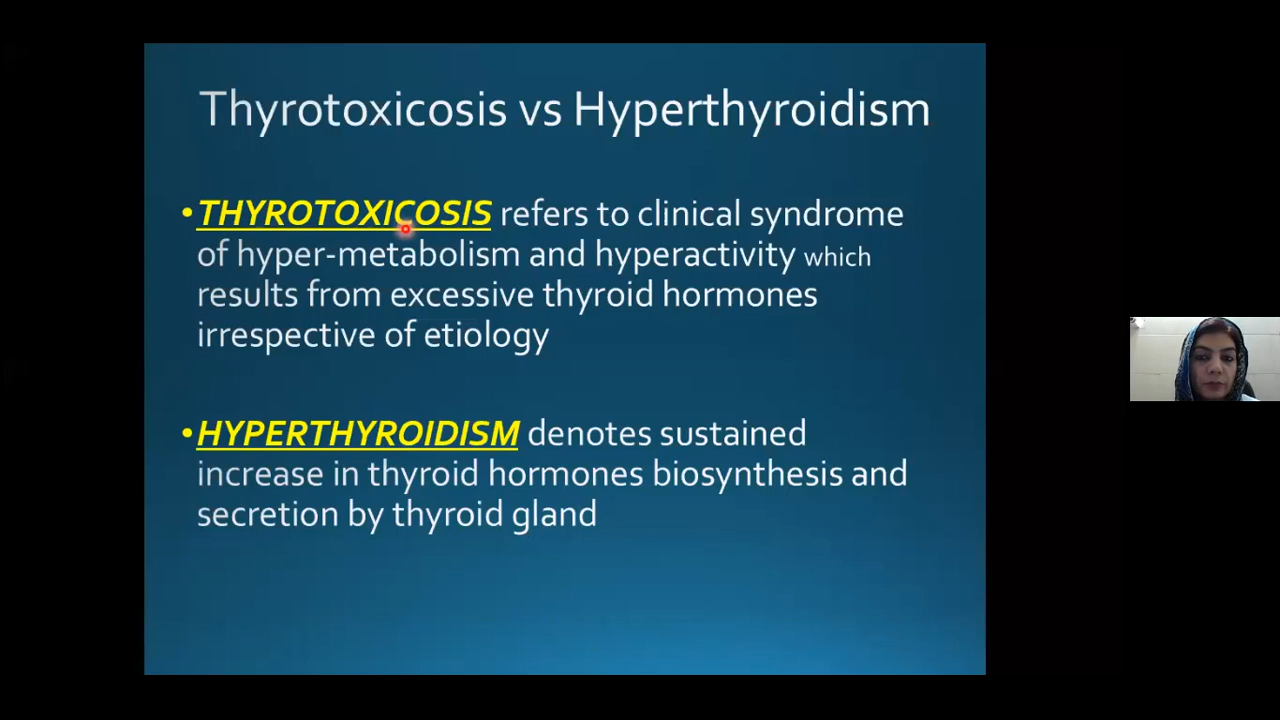 Thyrotoxicosis vs Hyperthyroidism
•THYROTOXICOSIS refers to clinical syndrome
of hyper-metabolism and hyperactivity which
results from excessive thyroid hormones
irrespective of etiology
•HYPERTHYROIDISM denotes sustained
increase in thyroid hormones biosynthesis and
secretion by thyroid gland